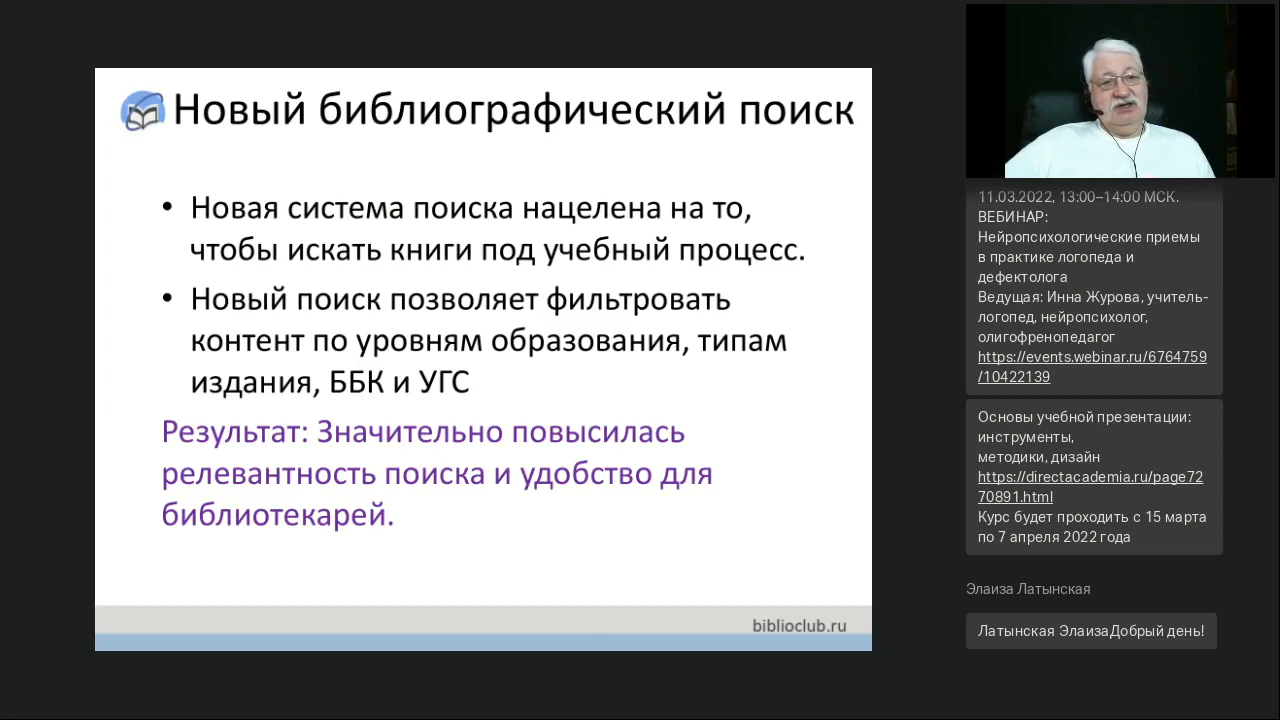 Новый библиографический поиск
• Новая система поиска нацелена на то,
чтобы искать книги под учебный процесс.
• Новый поиск позволяет фильтровать
контент по уровням образования, типам
издания, ББК и УГС
Результат: Значительно повысилась
релевантность поиска и удобство для
библиотекарей.
biblioclub.ru
11.03.2022, 13:00–14:00 МСК.
ВЕБИНАР:
Нейропсихологические приемы
в практике логопеда и
дефектолога
Ведущая: Инна Журова, учитель-
логопед, нейропсихолог,
олигофренопедагог
https://events.webinar.ru/6764759
/10422139
Основы учебной презентации:
инструменты,
методики, дизайн
https://directacademia.ru/page72
70891.html
Курс будет проходить с 15 марта
по 7 апреля 2022 года
Элаиза Латынская
Латынская ЭлаизаДобрый день!